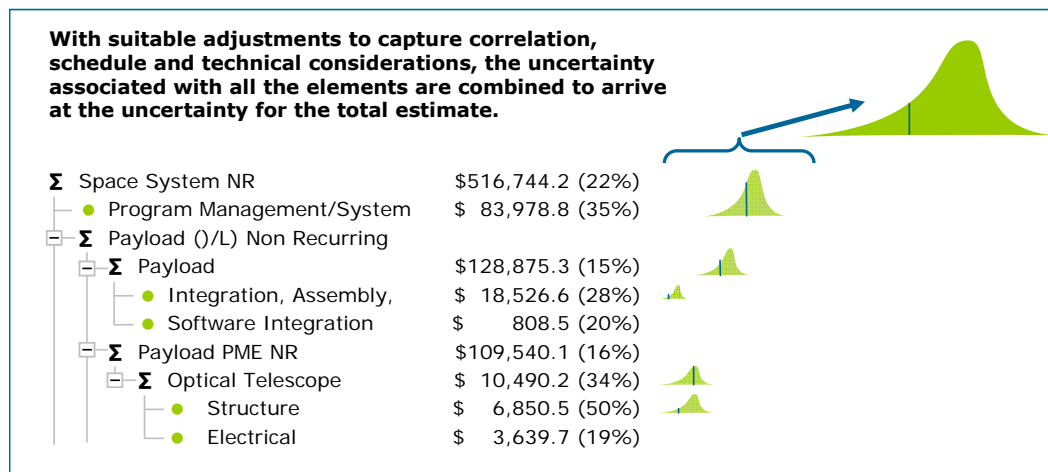 With suitable adjustments to capture correlation,
schedule and technical considerations, the uncertainty
associated with all the elements are combined to arrive
at the uncertainty for the total estimate.
Σ Space System NR $516,744.2 (22%)
Program Management/System $ 83,978.8 (35%)
Σ Payload ()/L) Non Recurring
Σ Payload $128,875.3 (15%)
Integration, Assembly, $ 18,526.6 (28%)
Software Integration $ 808.5 (20%)
Σ Payload PME NR $109,540.1 (16%)
Σ Optical Telescope $ 10,490.2 (34%)
Structure $ 6,850.5 (50%)
Electrical $ 3,639.7 (19%)